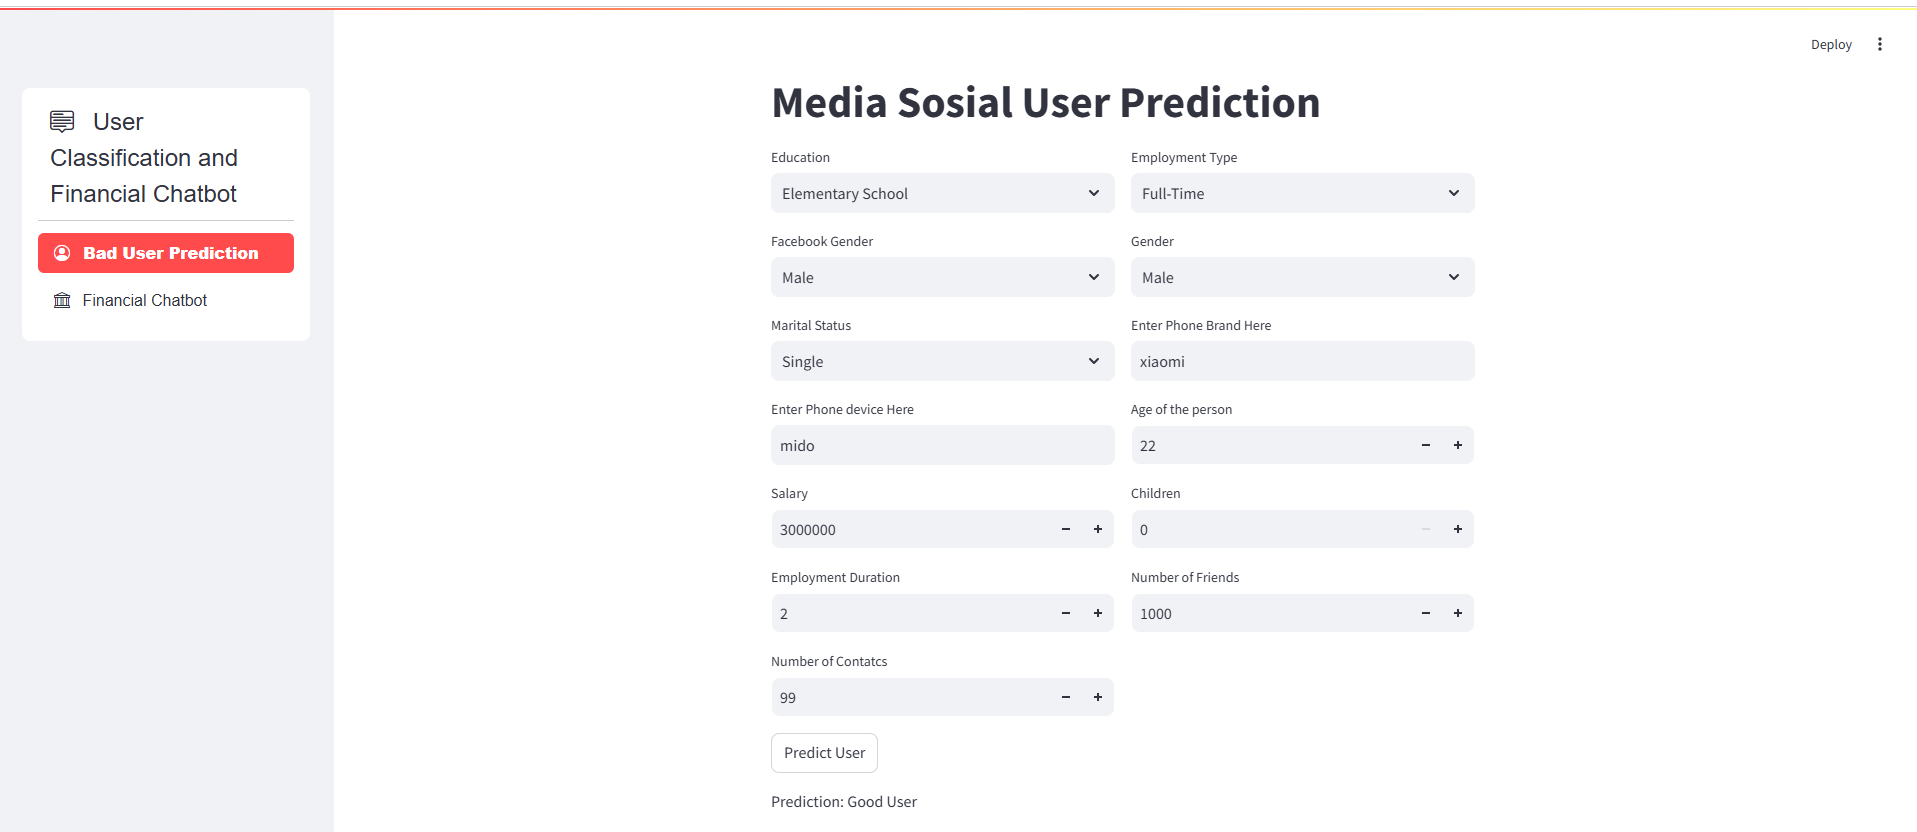 Deploy
User
Classification and
Financial Chatbot
Bad User Prediction
Financial Chatbot
Media Sosial User Prediction
Education
Employment Type
Elementary School
Full-Time
Facebook Gender
Gender
Male
Male
Marital Status
Enter Phone Brand Here
Single
xiaomi
Enter Phone device Here
Age of the person
mido
22
Salary
Children
3000000
0
Employment Duration
Number of Friends
2
1000
Number of Contatcs
99
Predict User
Prediction: Good User